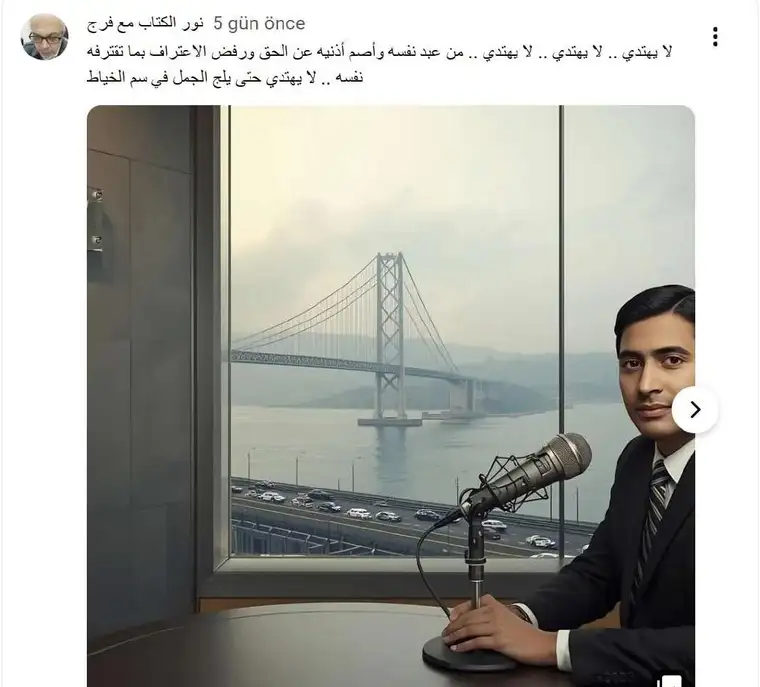 نور الكتاب مع فرج 5 gün önce
لا يهتدي .. لا يهتدي .. لا يهتدي .. من عبد نفسه وأصم أذنيه عن الحق ورفض الاعتراف بما تقترفه
نفسه .. لا يهتدي حتى يلج الجمل في سم الخياط